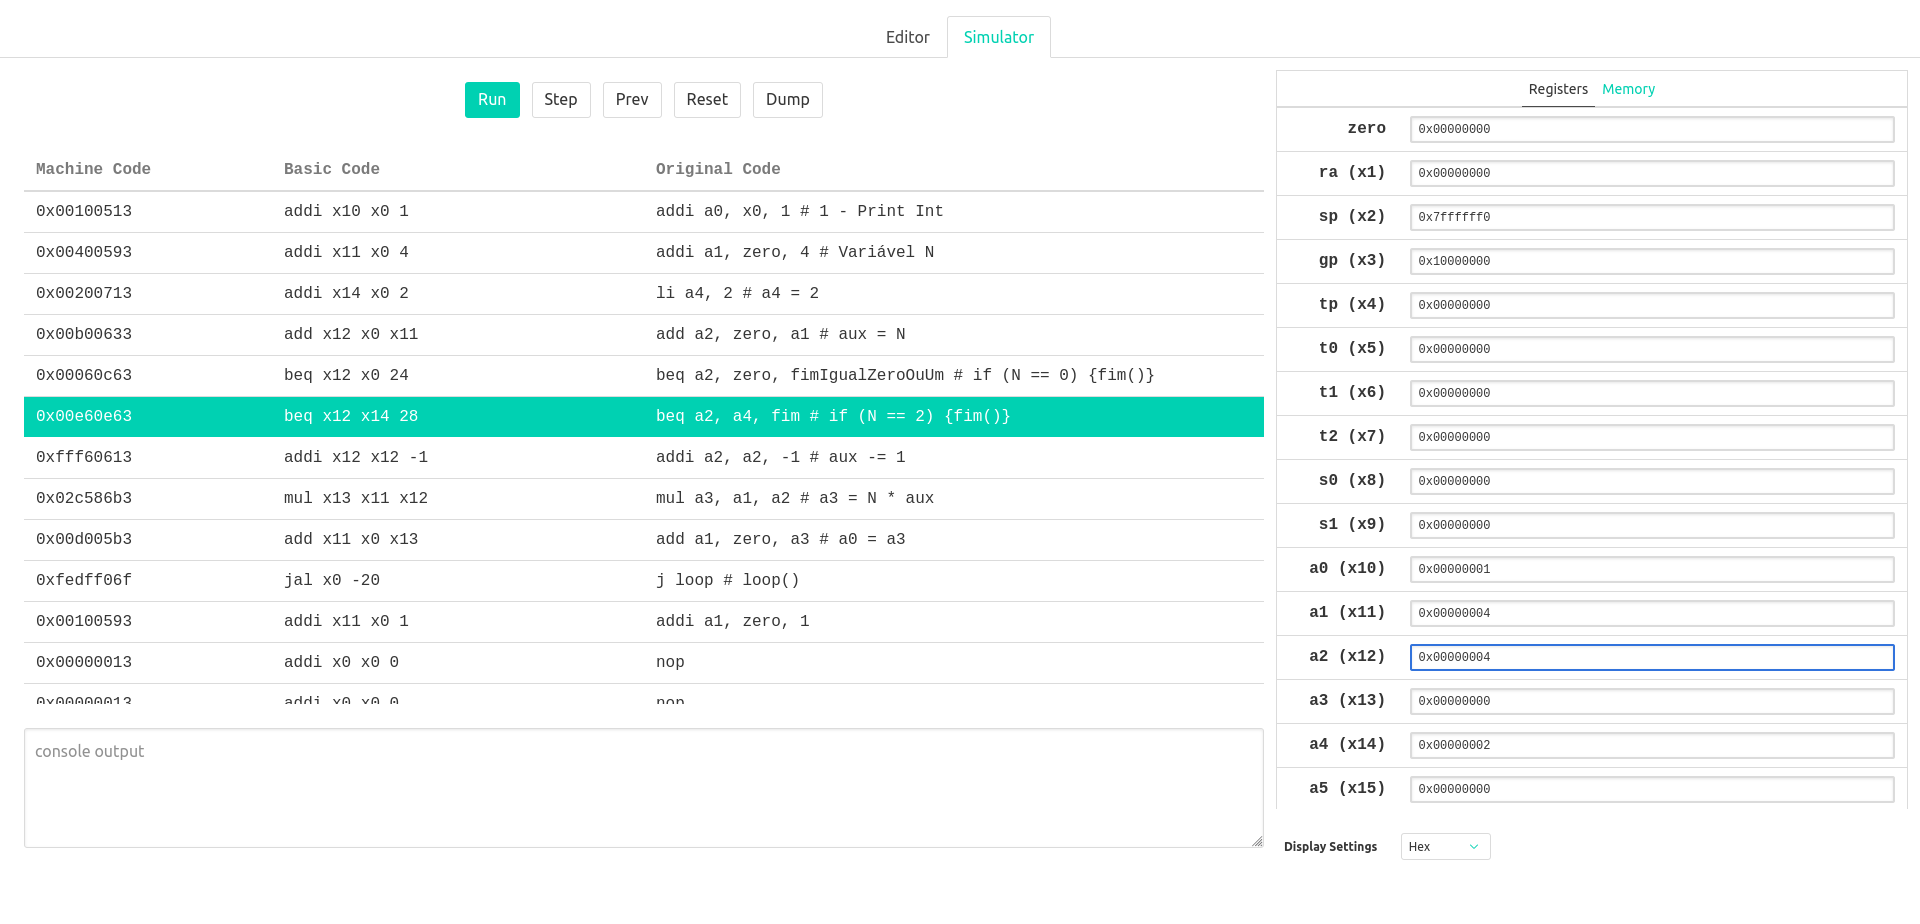 Editor Simulator
Run Step Prev Reset Dump
Machine Code Basic Code Original Code
0x00100513 addi x10 x0 1 addi a0, x0, 1 # 1 - Print Int
0x00400593 addi x11 x0 4 addi a1, zero, 4 # Variável N
0x00200713 addi x14 x0 2 li a4, 2 # a4 = 2
0x00b00633 add x12 x0 x11 add a2, zero, a1 # aux = N
0x00060c63 beq x12 x0 24 beq a2, zero, fimIgualZeroOuUm # if (N == 0) {fim()}
0x00e60e63 beq x12 x14 28 beq a2, a4, fim # if (N == 2) {fim()}
0xfff60613 addi x12 x12 -1 addi a2, a2, -1 # aux -= 1
0x02c586b3 mul x13 x11 x12 mul a3, a1, a2 # a3 = N * aux
0x00d005b3 add x11 x0 x13 add a1, zero, a3 # a0 = a3
0xfedff06f jal x0 -20 j loop # loop()
0x00100593 addi x11 x0 1 addi a1, zero, 1
0x00000013 addi x0 x0 0 nop
0x00000013 addi x0 x0 0 nop
console output
Registers Memory
zero 0x00000000
ra (x1) 0x00000000
sp (x2) 0x7ffffff0
gp (x3) 0x10000000
tp (x4) 0x00000000
t0 (x5) 0x00000000
t1 (x6) 0x00000000
t2 (x7) 0x00000000
s0 (x8) 0x00000000
s1 (x9) 0x00000000
a0 (x10) 0x00000001
a1 (x11) 0x00000004
a2 (x12) 0x00000004
a3 (x13) 0x00000000
a4 (x14) 0x00000002
a5 (x15) 0x00000000
Display Settings Hex